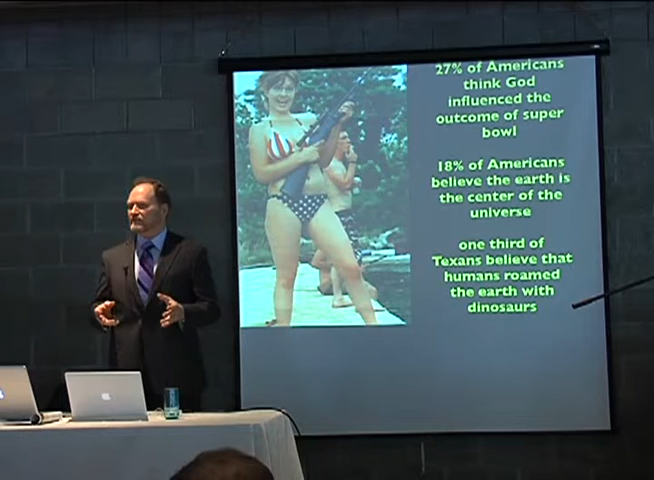 27% of Americans
think God
influenced the
outcome of super
bowl
18% of Americans
believe the earth is
the center of the
universe
one third of
Texans believe that
humans roamed
the earth with
dinosaurs